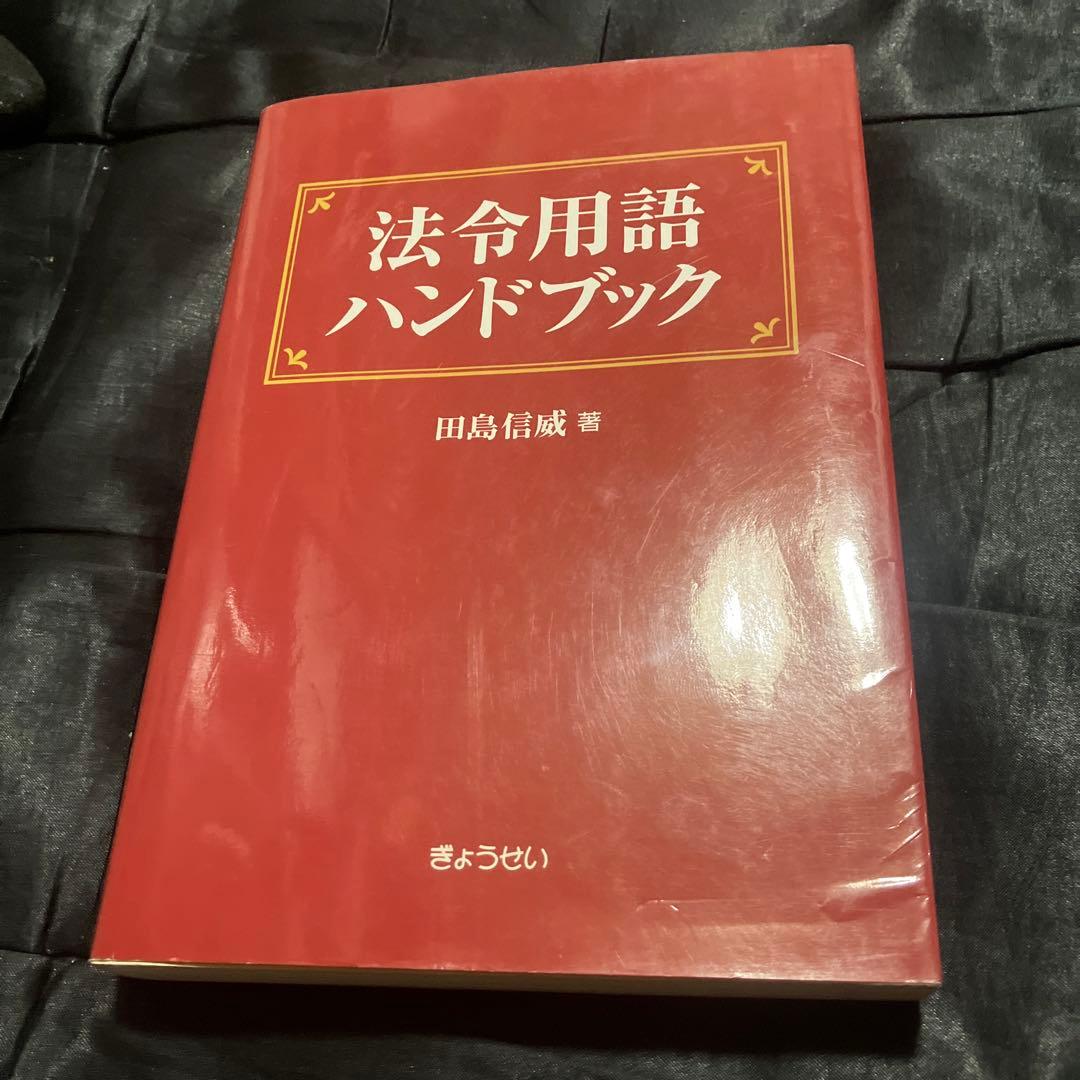 法令用語
ハンドブック
田島信威 著
ぎょうせい